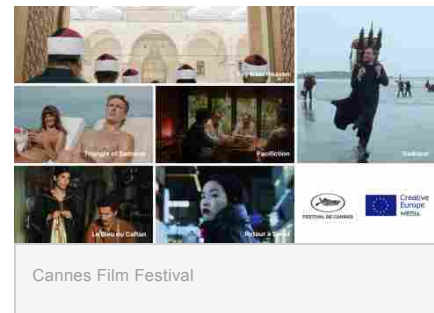 Boy from Heaven
Triangle of Sadness
Pacifiction
Godland
Le Bleu du Caftan
Retour à Séoul
FESTIVAL DE CANNES
Creative
Europe
MEDIA
Cannes Film Festival